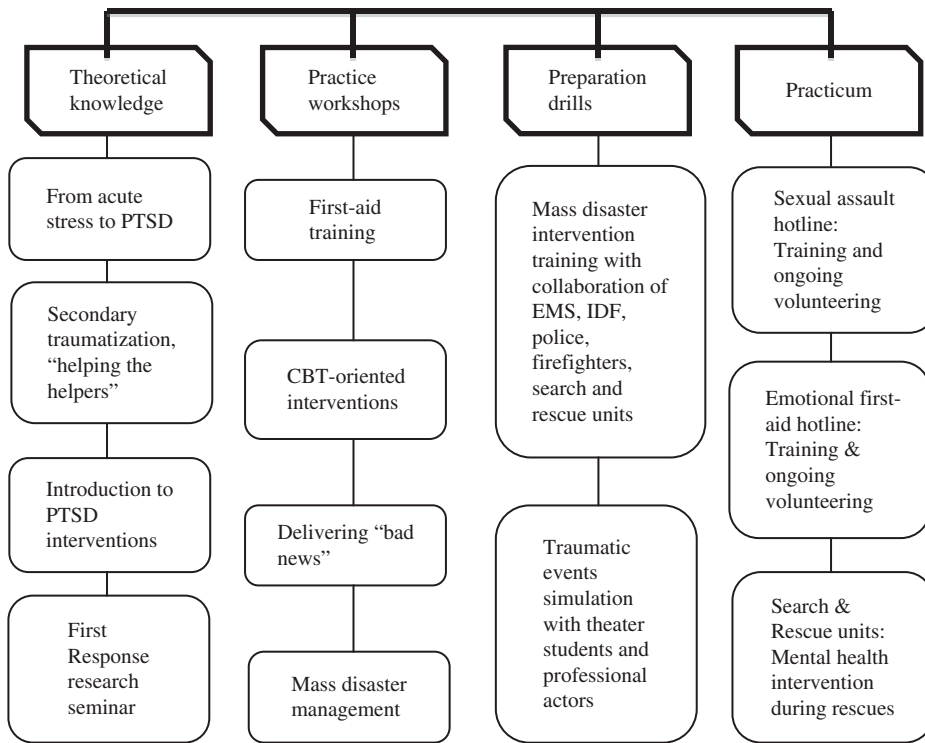 Theoretical
knowledge
From acute
stress to PTSD
Secondary
traumatization,
“helping the
helpers”
Introduction to
PTSD
interventions
First
Response
research
seminar
Practice
workshops
First-aid
training
CBT-oriented
interventions
Delivering “bad
news”
Mass disaster
management
Preparation
drills
Mass disaster
intervention
training with
collaboration of
EMS, IDF,
police,
firefighters,
search and
rescue units
Traumatic
events
simulation
with theater
students and
professional
actors
Practicum
Sexual assault
hotline:
Training and
ongoing
volunteering
Emotional first-
aid hotline:
Training &
ongoing
volunteering
Search &
Rescue units:
Mental health
intervention
during rescues